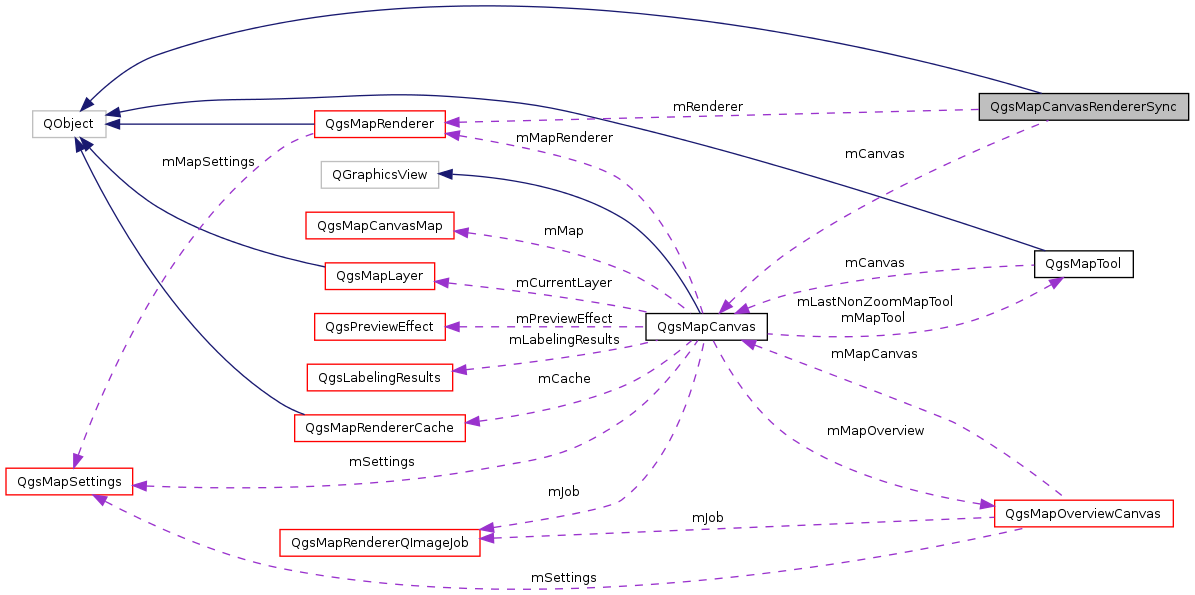 QgsMapCanvasRendererSync
mRenderer
QObject
QgsMapRenderer
mMapRenderer
mCanvas
mMapSettings
QGraphicsView
QgsMapCanvasMap
mMap
mCanvas
QgsMapTool
QgsMapLayer
mCurrentLayer
mLastNonZoomMapTool
mMapTool
QgsPreviewEffect
mPreviewEffect
QgsMapCanvas
mLabelingResults
mMapCanvas
QgsLabelingResults
mCache
QgsMapRendererCache
mMapOverview
mSettings
QgsMapSettings
mJob
QgsMapOverviewCanvas
mJob
QgsMapRendererQImageJob
mSettings